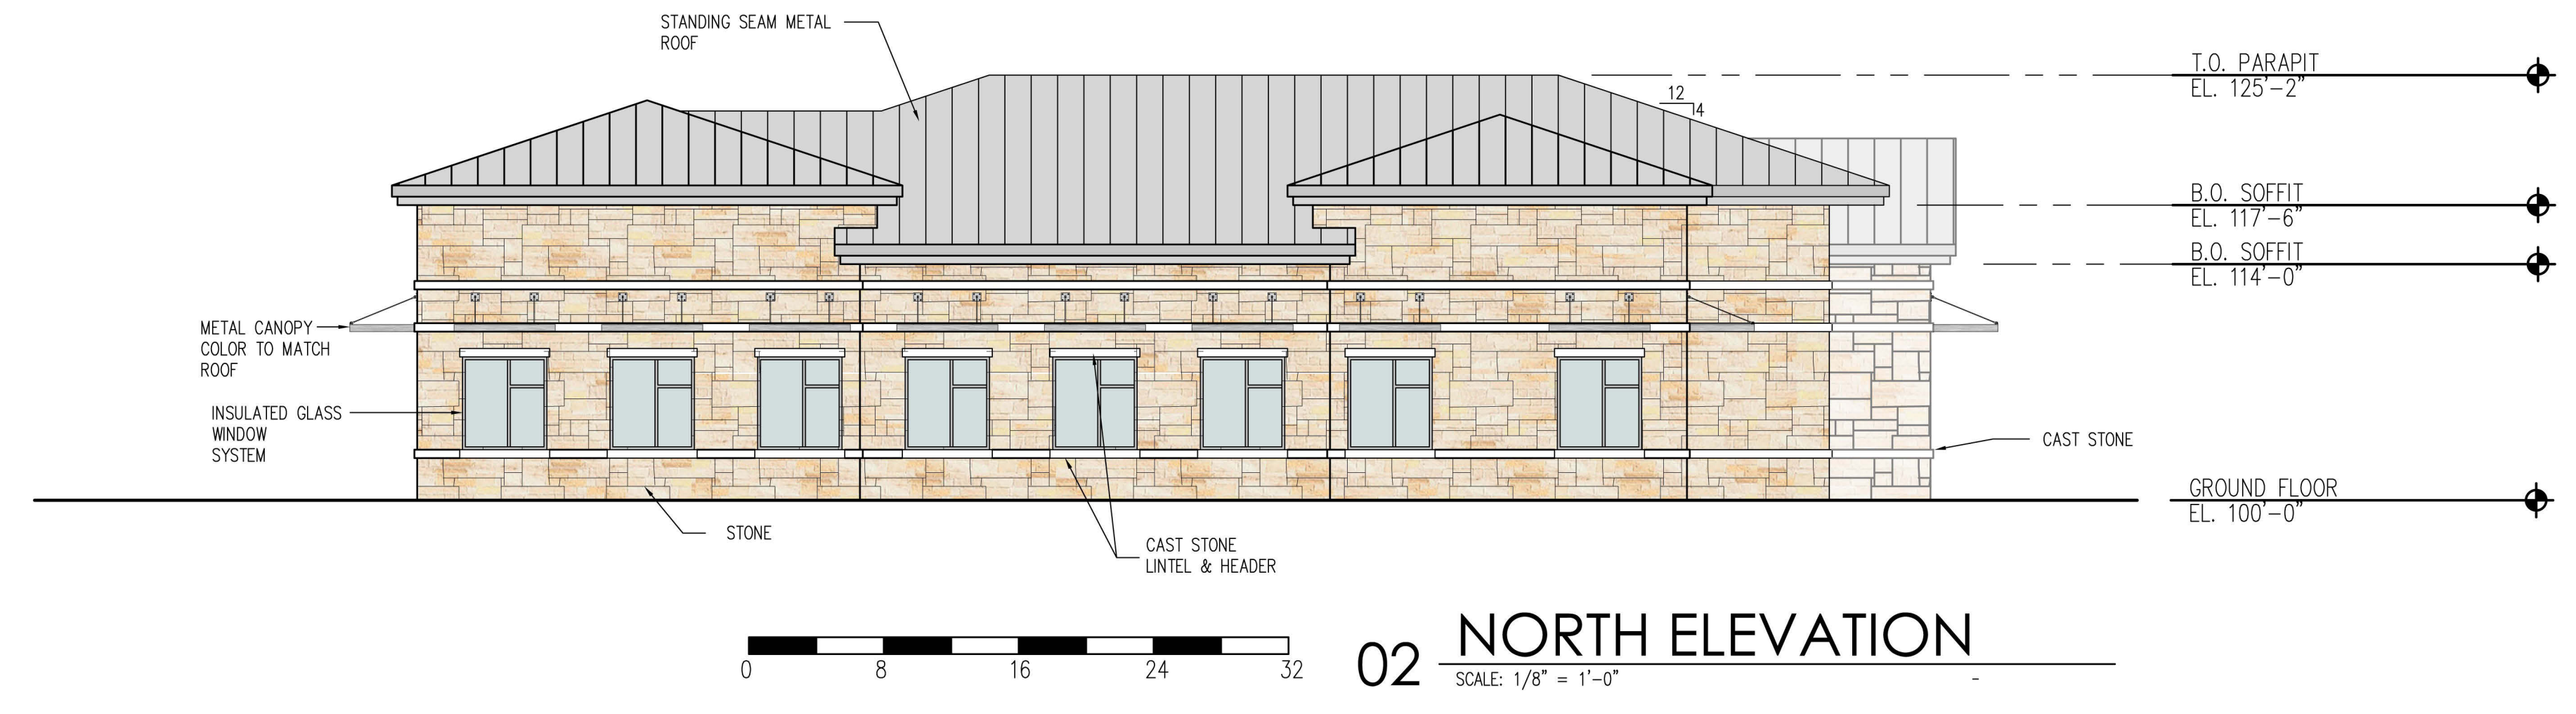 STANDING SEAM METAL
ROOF
12
4
T.O. PARAPIT
EL. 125'-2"
B.O. SOFFIT
EL. 117'-6"
B.O. SOFFIT
EL. 114'-0"
METAL CANOPY
COLOR TO MATCH
ROOF
INSULATED GLASS
WINDOW
SYSTEM
CAST STONE
GROUND FLOOR
EL. 100'-0"
STONE
CAST STONE
LINTEL & HEADER
0 8 16 24 32
02 NORTH ELEVATION
SCALE: 1/8" = 1'-0" -